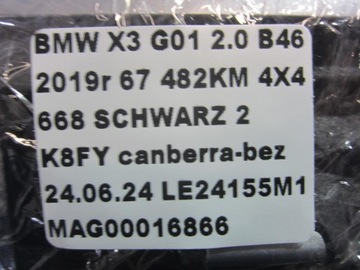 BMW X3 G01 2.0 B46
2019r 67 482KM 4X4
668 SCHWARZ 2
K8FY canberra-bez
24.06.24 LE24155M1
MAG00016866